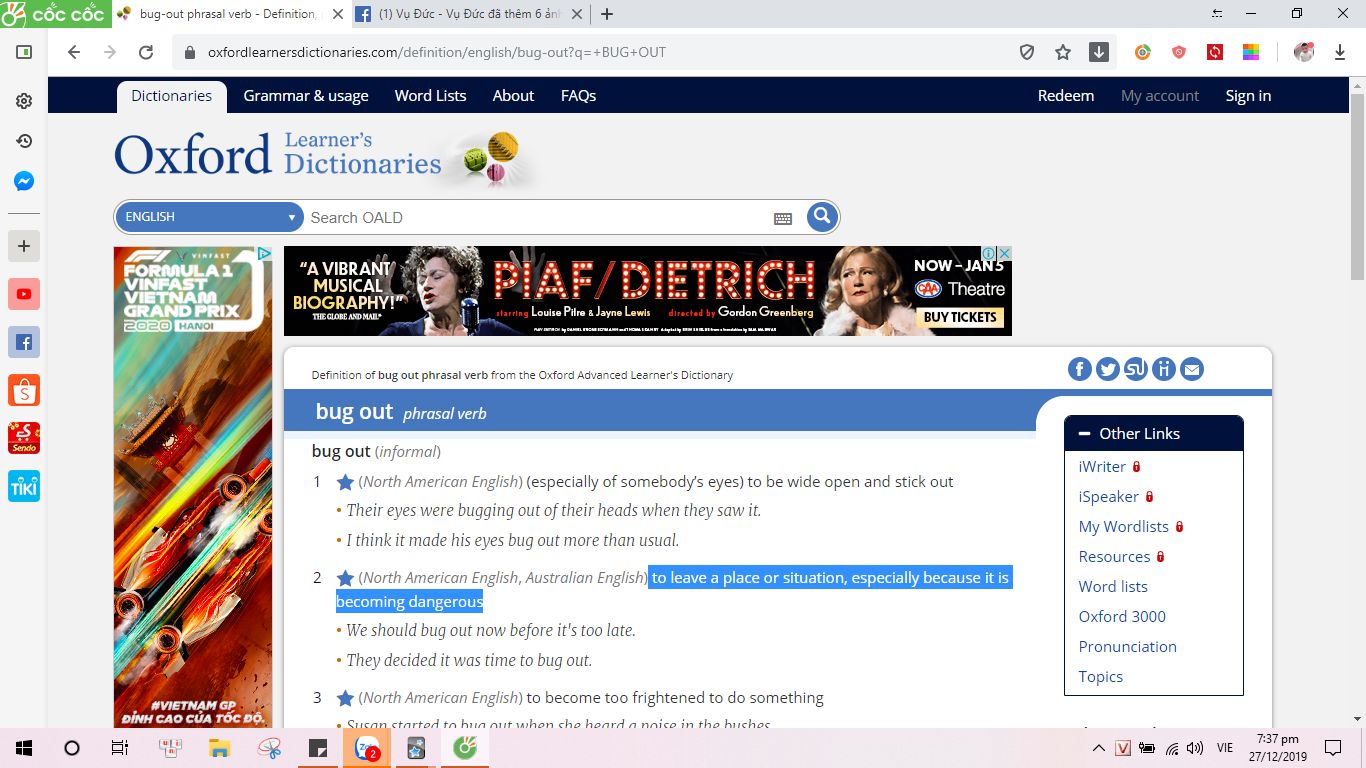 cốc cốc
bug-out phrasal verb - Definition,
(1) Vụ Đức - Vụ Đức đã thêm 6 ản
oxfordlearnersdictionaries.com/definition/english/bug-out?q=+BUG+OUT
Dictionaries Grammar & usage Word Lists About FAQs Redeem My account Sign in
Oxford Learner's Dictionaries
ENGLISH Search OALD
VINFAST
FORMULA 1
VINFAST
VIETNAM
GRAND PRIX
2020 HANOI
#VIETNAM GP
ĐỈNH CAO CỦA TỐC ĐỘ.
"A VIBRANT
MUSICAL
BIOGRAPHY!"
THE GLOBE AND MAIL
PIAF/DIETRICH
starring Louise Pitre & Jayne Lewis directed by Gordon Greenberg
NOW – JAN 5
CAA Theatre
BUY TICKETS
Definition of bug out phrasal verb from the Oxford Advanced Learner's Dictionary
bug out phrasal verb
bug out (informal)
1 (North American English) (especially of somebody's eyes) to be wide open and stick out
• Their eyes were bugging out of their heads when they saw it.
• I think it made his eyes bug out more than usual.
2 (North American English, Australian English) to leave a place or situation, especially because it is
becoming dangerous
• We should bug out now before it's too late.
• They decided it was time to bug out.
3 (North American English) to become too frightened to do something
• Susan started to bug out when she heard a noise in the bushes.
Other Links
iWriter
iSpeaker
My Wordlists
Resources
Word lists
Oxford 3000
Pronunciation
Topics
Sendo
TIKI
Zalo
2
VIE
7:37 pm
27/12/2019